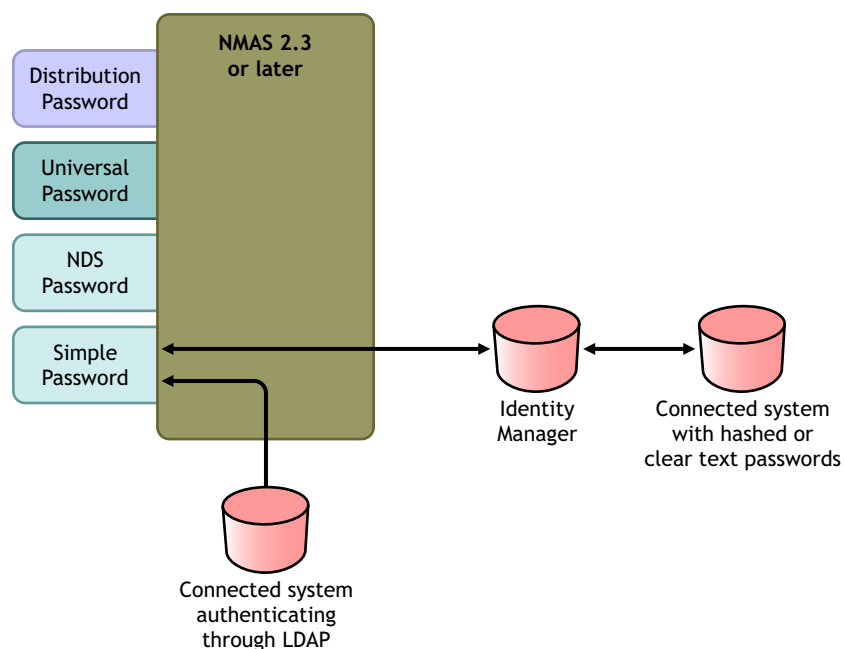 NMAS 2.3
or later
Distribution
Password
Universal
Password
NDS
Password
Simple
Password
Identity
Manager
Connected system
with hashed or
clear text passwords
Connected system
authenticating
through LDAP